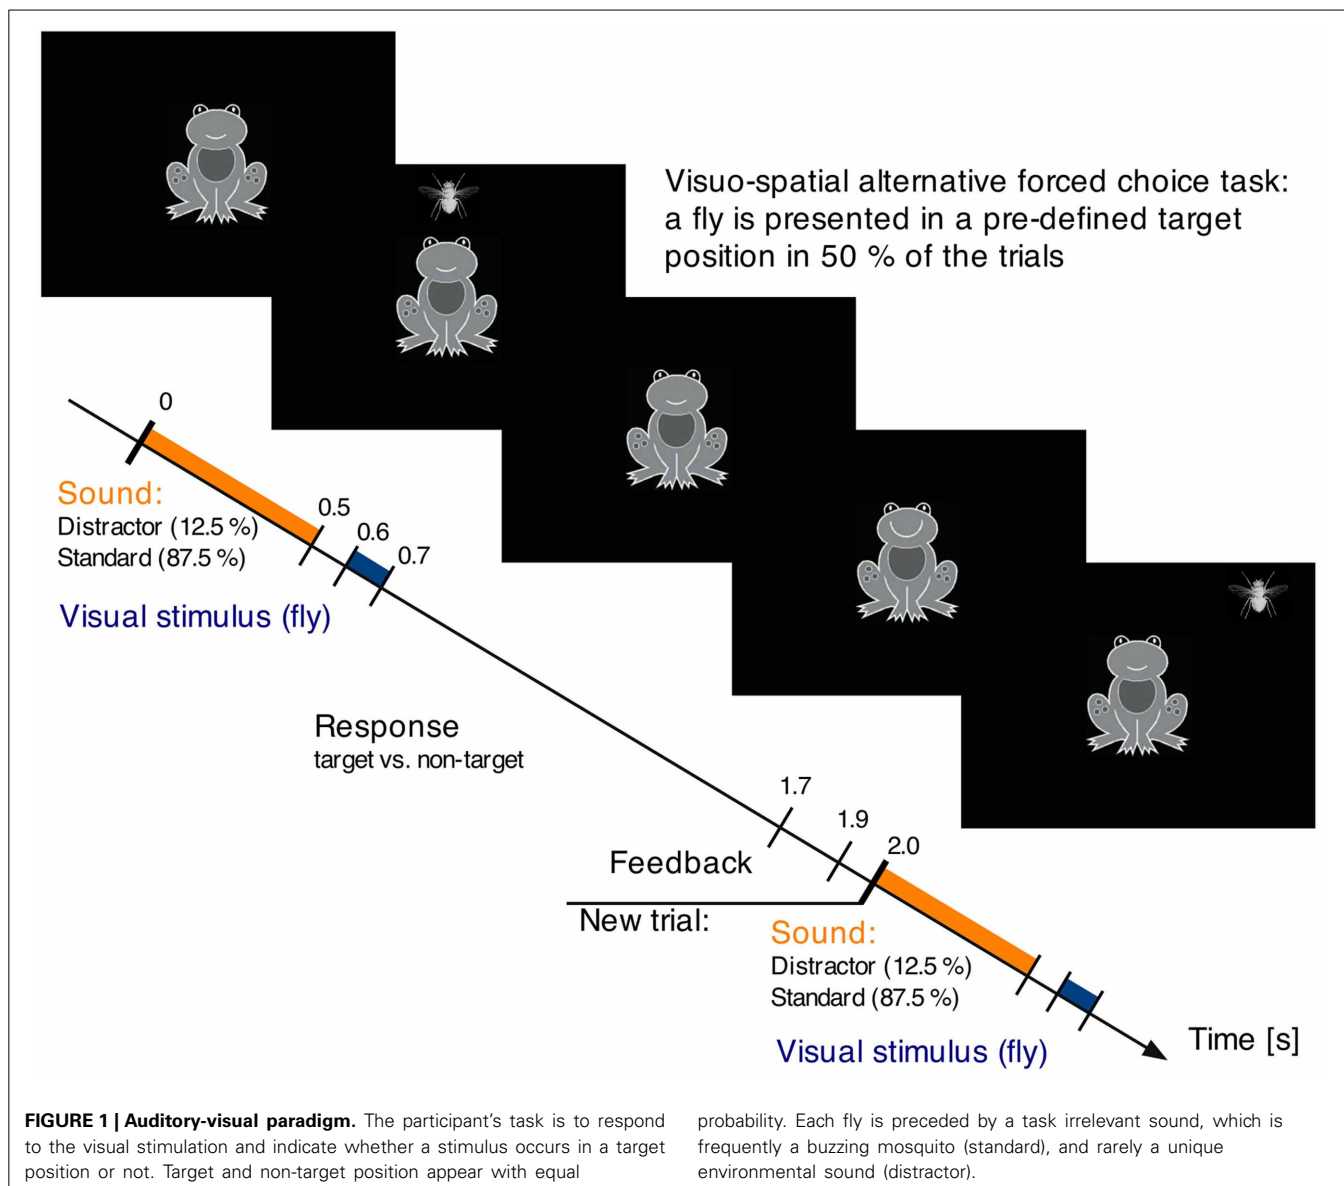 Visuo-spatial alternative forced choice task:
a fly is presented in a pre-defined target
position in 50 % of the trials
0
Sound:
Distractor (12.5 %)
Standard (87.5 %)
0.5
0.6
0.7
Visual stimulus (fly)
Response
target vs. non-target
1.7
1.9
2.0
Feedback
New trial:
Sound:
Distractor (12.5 %)
Standard (87.5 %)
Visual stimulus (fly)
Time [s]
FIGURE 1 | Auditory-visual paradigm. The participant's task is to respond
to the visual stimulation and indicate whether a stimulus occurs in a target
position or not. Target and non-target position appear with equal
probability. Each fly is preceded by a task irrelevant sound, which is
frequently a buzzing mosquito (standard), and rarely a unique
environmental sound (distractor).